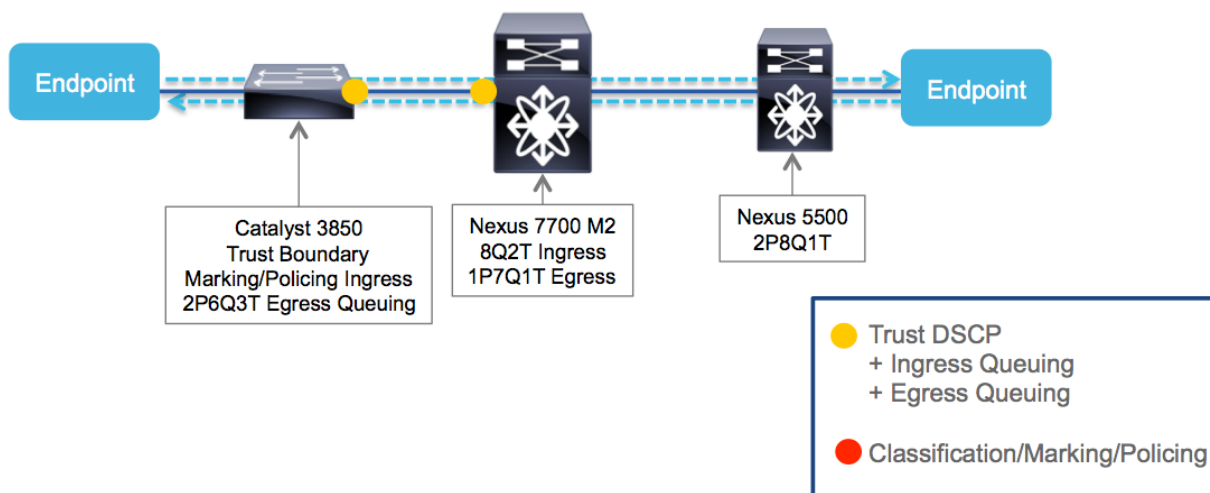 Endpoint
Endpoint
Catalyst 3850
Trust Boundary
Marking/Policing Ingress
2P6Q3T Egress Queuing
Nexus 7700 M2
8Q2T Ingress
1P7Q1T Egress
Nexus 5500
2P8Q1T
Trust DSCP
+ Ingress Queuing
+ Egress Queuing
Classification/Marking/Policing